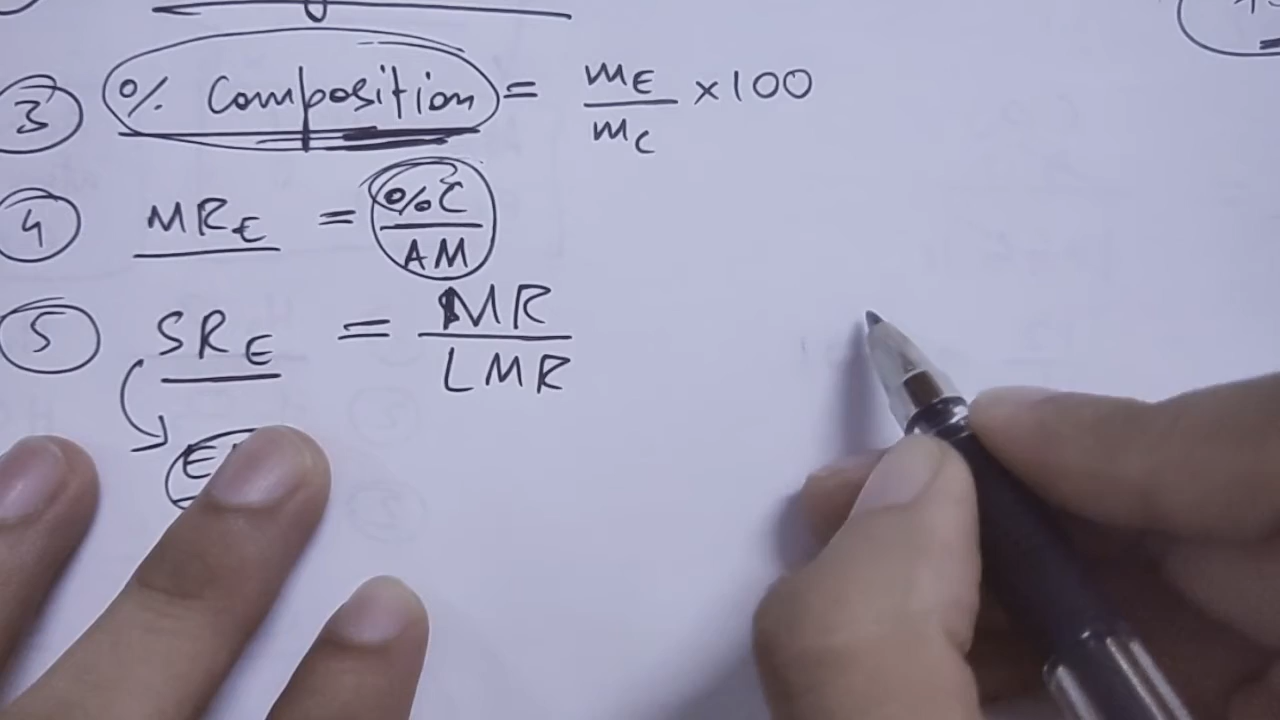 3 % Composition = mE/mC × 100
4 MRE = %E/AM
5 SRE = MR/LMR